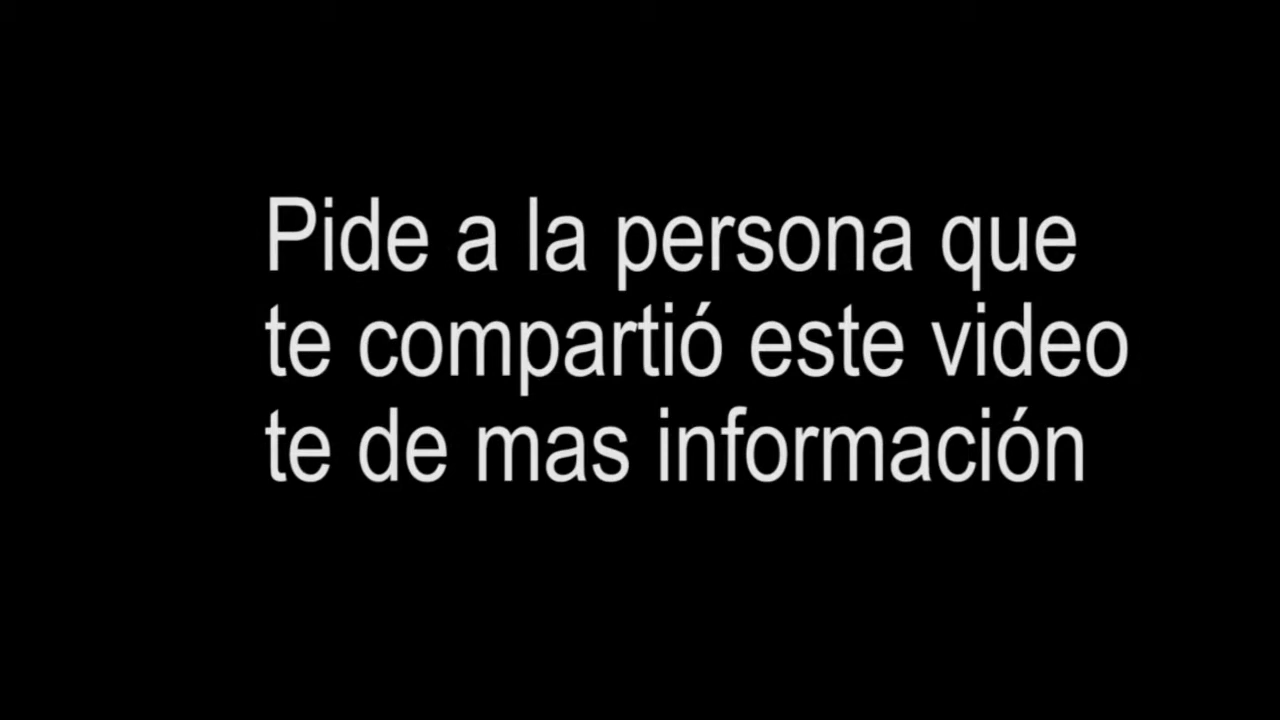 Pide a la persona que
te compartió este video
te de mas información